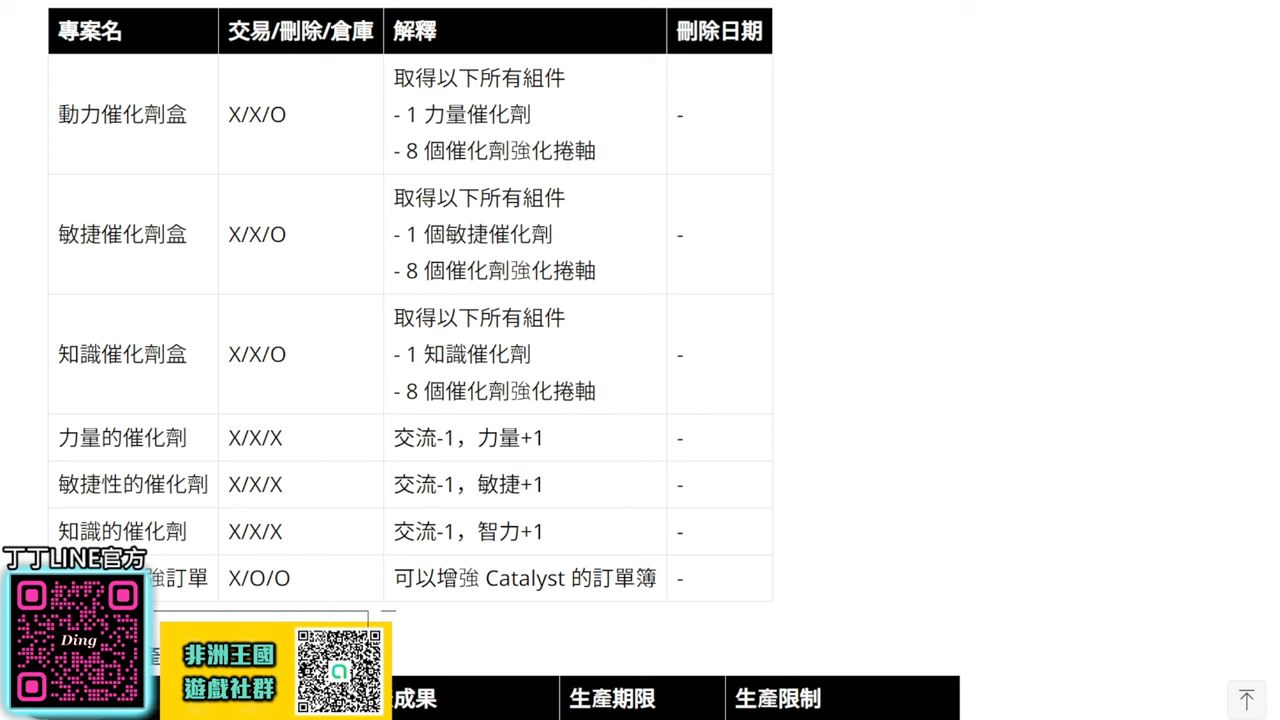 專案名 交易/刪除/倉庫 解釋 刪除日期
動力催化劑盒 X/X/O 取得以下所有組件
- 1 力量催化劑
- 8 個催化劑強化捲軸 -
敏捷催化劑盒 X/X/O 取得以下所有組件
- 1 個敏捷催化劑
- 8 個催化劑強化捲軸 -
知識催化劑盒 X/X/O 取得以下所有組件
- 1 知識催化劑
- 8 個催化劑強化捲軸 -
力量的催化劑 X/X/X 交流-1，力量+1 -
敏捷性的催化劑 X/X/X 交流-1，敏捷+1 -
知識的催化劑 X/X/X 交流-1，智力+1 -
強訂單 X/O/O 可以增強 Catalyst 的訂單簿 -
丁丁LINE官方
Ding
非洲王國
遊戲社群
成果 生產期限 生產限制